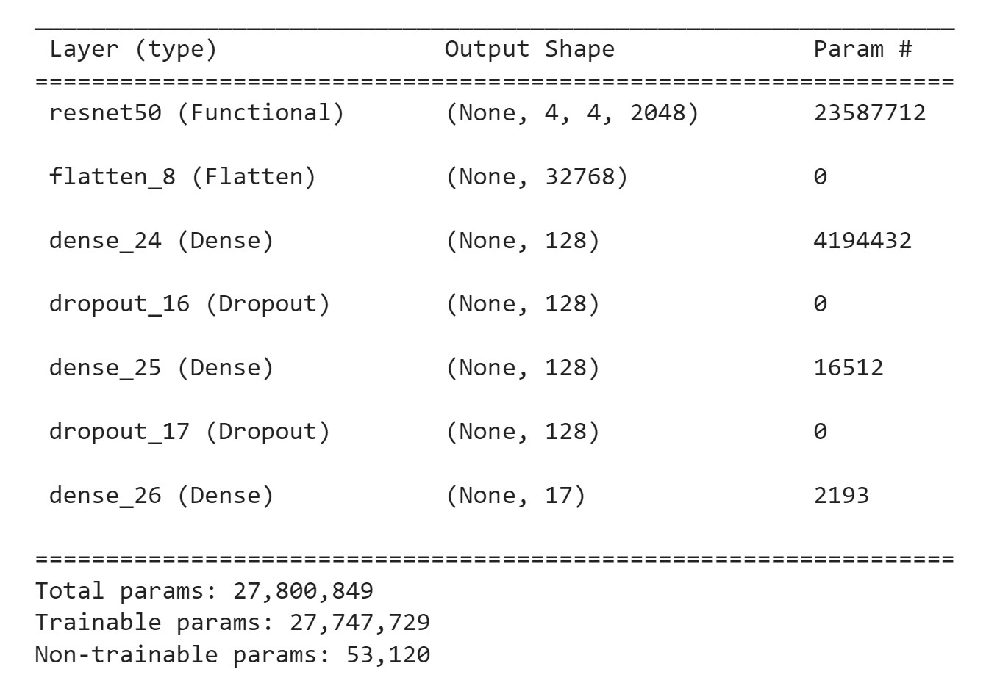 _________________________________________________________________
Layer (type) Output Shape Param #
=================================================================
resnet50 (Functional) (None, 4, 4, 2048) 23587712
flatten_8 (Flatten) (None, 32768) 0
dense_24 (Dense) (None, 128) 4194432
dropout_16 (Dropout) (None, 128) 0
dense_25 (Dense) (None, 128) 16512
dropout_17 (Dropout) (None, 128) 0
dense_26 (Dense) (None, 17) 2193
=================================================================
Total params: 27,800,849
Trainable params: 27,747,729
Non-trainable params: 53,120